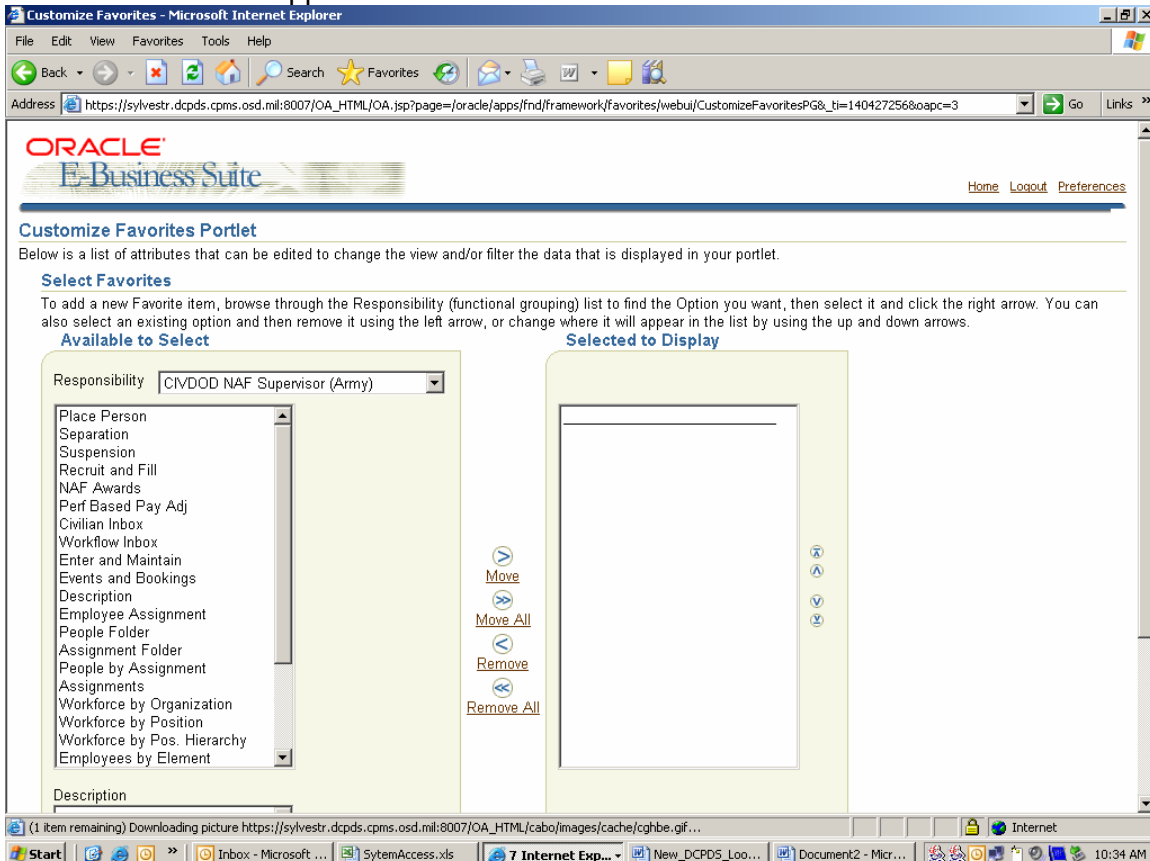 Customize Favorites - Microsoft Internet Explorer
File Edit View Favorites Tools Help
Back Search Favorites
Address https://sylvestr.dcpds.cpms.osd.mil:8007/OA_HTML/OA.jsp?page=/oracle/apps/fnd/framework/favorites/webui/CustomizeFavoritesPG&_ti=140427256&oapc=3 Go Links »
ORACLE
E-Business Suite
Home Logout Preferences
Customize Favorites Portlet
Below is a list of attributes that can be edited to change the view and/or filter the data that is displayed in your portlet.
Select Favorites
To add a new Favorite item, browse through the Responsibility (functional grouping) list to find the Option you want, then select it and click the right arrow. You can
also select an existing option and then remove it using the left arrow, or change where it will appear in the list by using the up and down arrows.
Available to Select
Selected to Display
Responsibility CIVDOD NAF Supervisor (Army)
Place Person
Separation
Suspension
Recruit and Fill
NAF Awards
Perf Based Pay Adj
Civilian Inbox
Workflow Inbox
Enter and Maintain
Events and Bookings
Description
Employee Assignment
People Folder
Assignment Folder
People by Assignment
Assignments
Workforce by Organization
Workforce by Position
Workforce by Pos. Hierarchy
Employees by Element
Move
Move All
Remove
Remove All
Description
(1 item remaining) Downloading picture https://sylvestr.dcpds.cpms.osd.mil:8007/OA_HTML/cabo/images/cache/cghbe.gif... Internet
Start » Inbox - Microsoft ... SytemAccess.xls 7 Internet Exp... New_DCPDS_Loo... Document2 - Micr... 10:34 AM